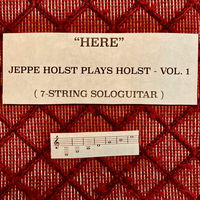 "HERE"
JEPPE HOLST PLAYS HOLST - VOL. 1
( 7-STRING SOLOGUITAR )